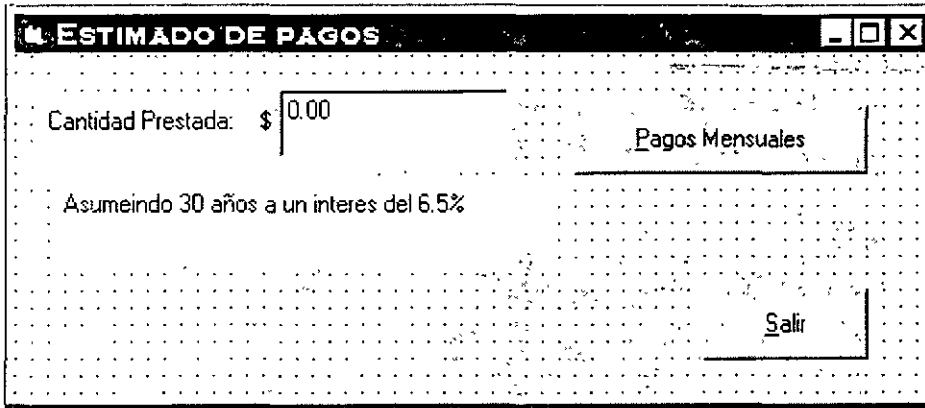 ESTIMADO DE PAGOS
Cantidad Prestada: $ 0.00
Pagos Mensuales
Asumeindo 30 años a un interes del 6.5%
Salir